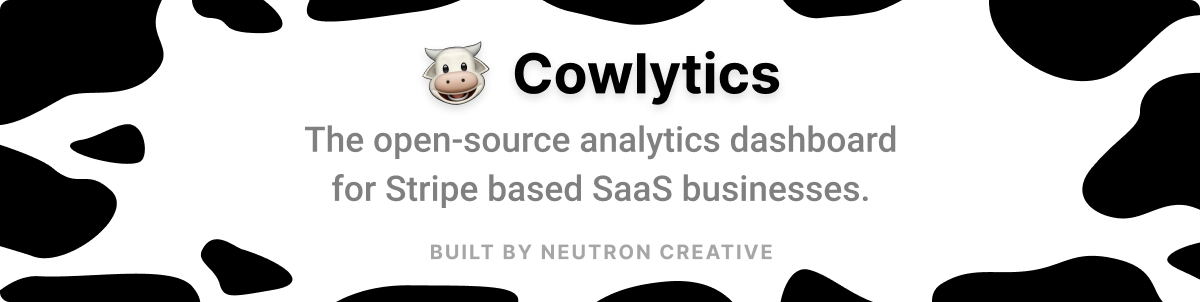 Cowlytics
The open-source analytics dashboard
for Stripe based SaaS businesses.
BUILT BY NEUTRON CREATIVE